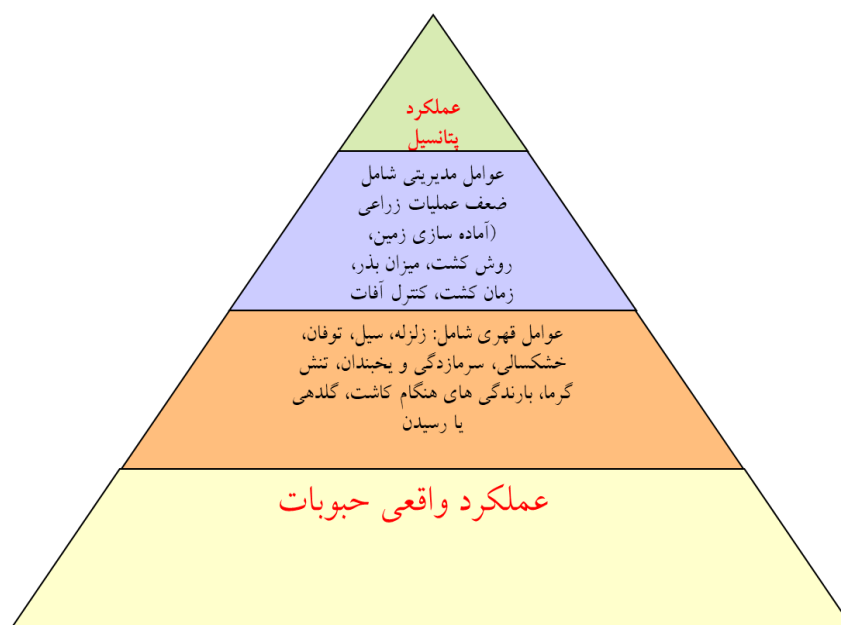 عملکرد
پتانسیل
عوامل مدیریتی شامل
ضعف عملیات زراعی
(آماده سازی زمین،
روش کشت، میزان بذر،
زمان کشت، کنترل آفات
عوامل قهری شامل: زلزله، سیل، توفان،
خشکسالی، سرمازدگی و یخبندان، تنش
گرما، بارندگی های هنگام کاشت، گلدهی
یا رسیدن
عملکرد واقعی حبوبات